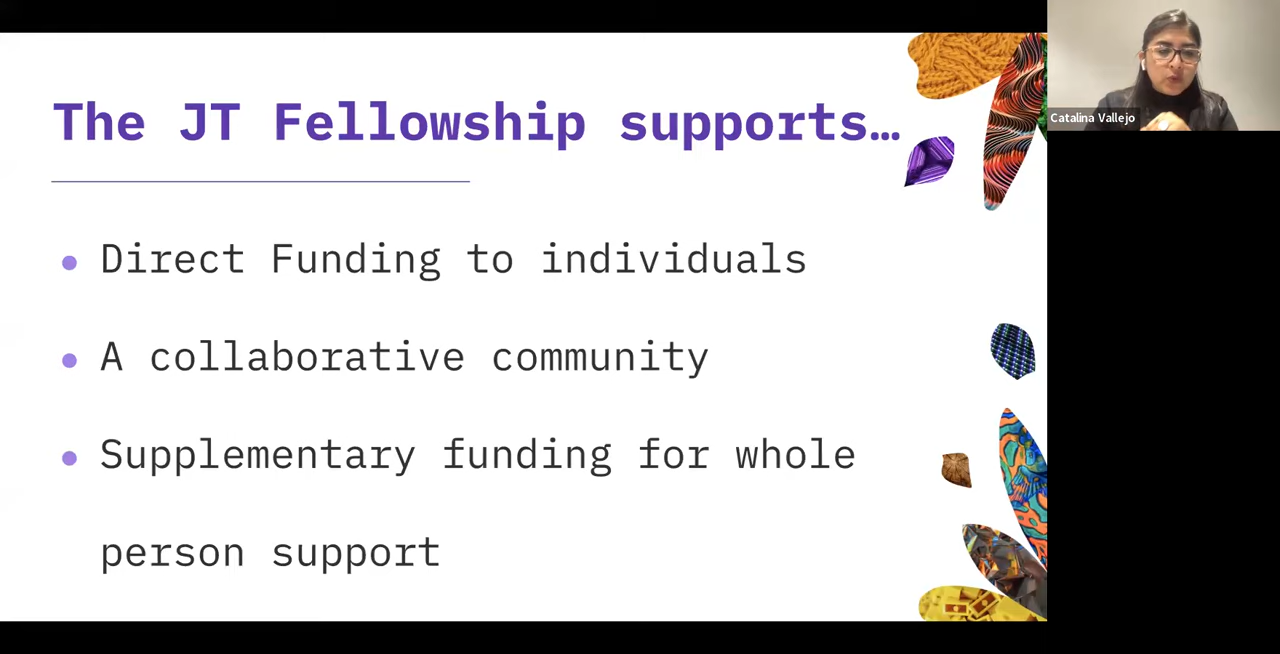 The JT Fellowship supports…
• Direct Funding to individuals
• A collaborative community
• Supplementary funding for whole
person support
Catalina Vallejo